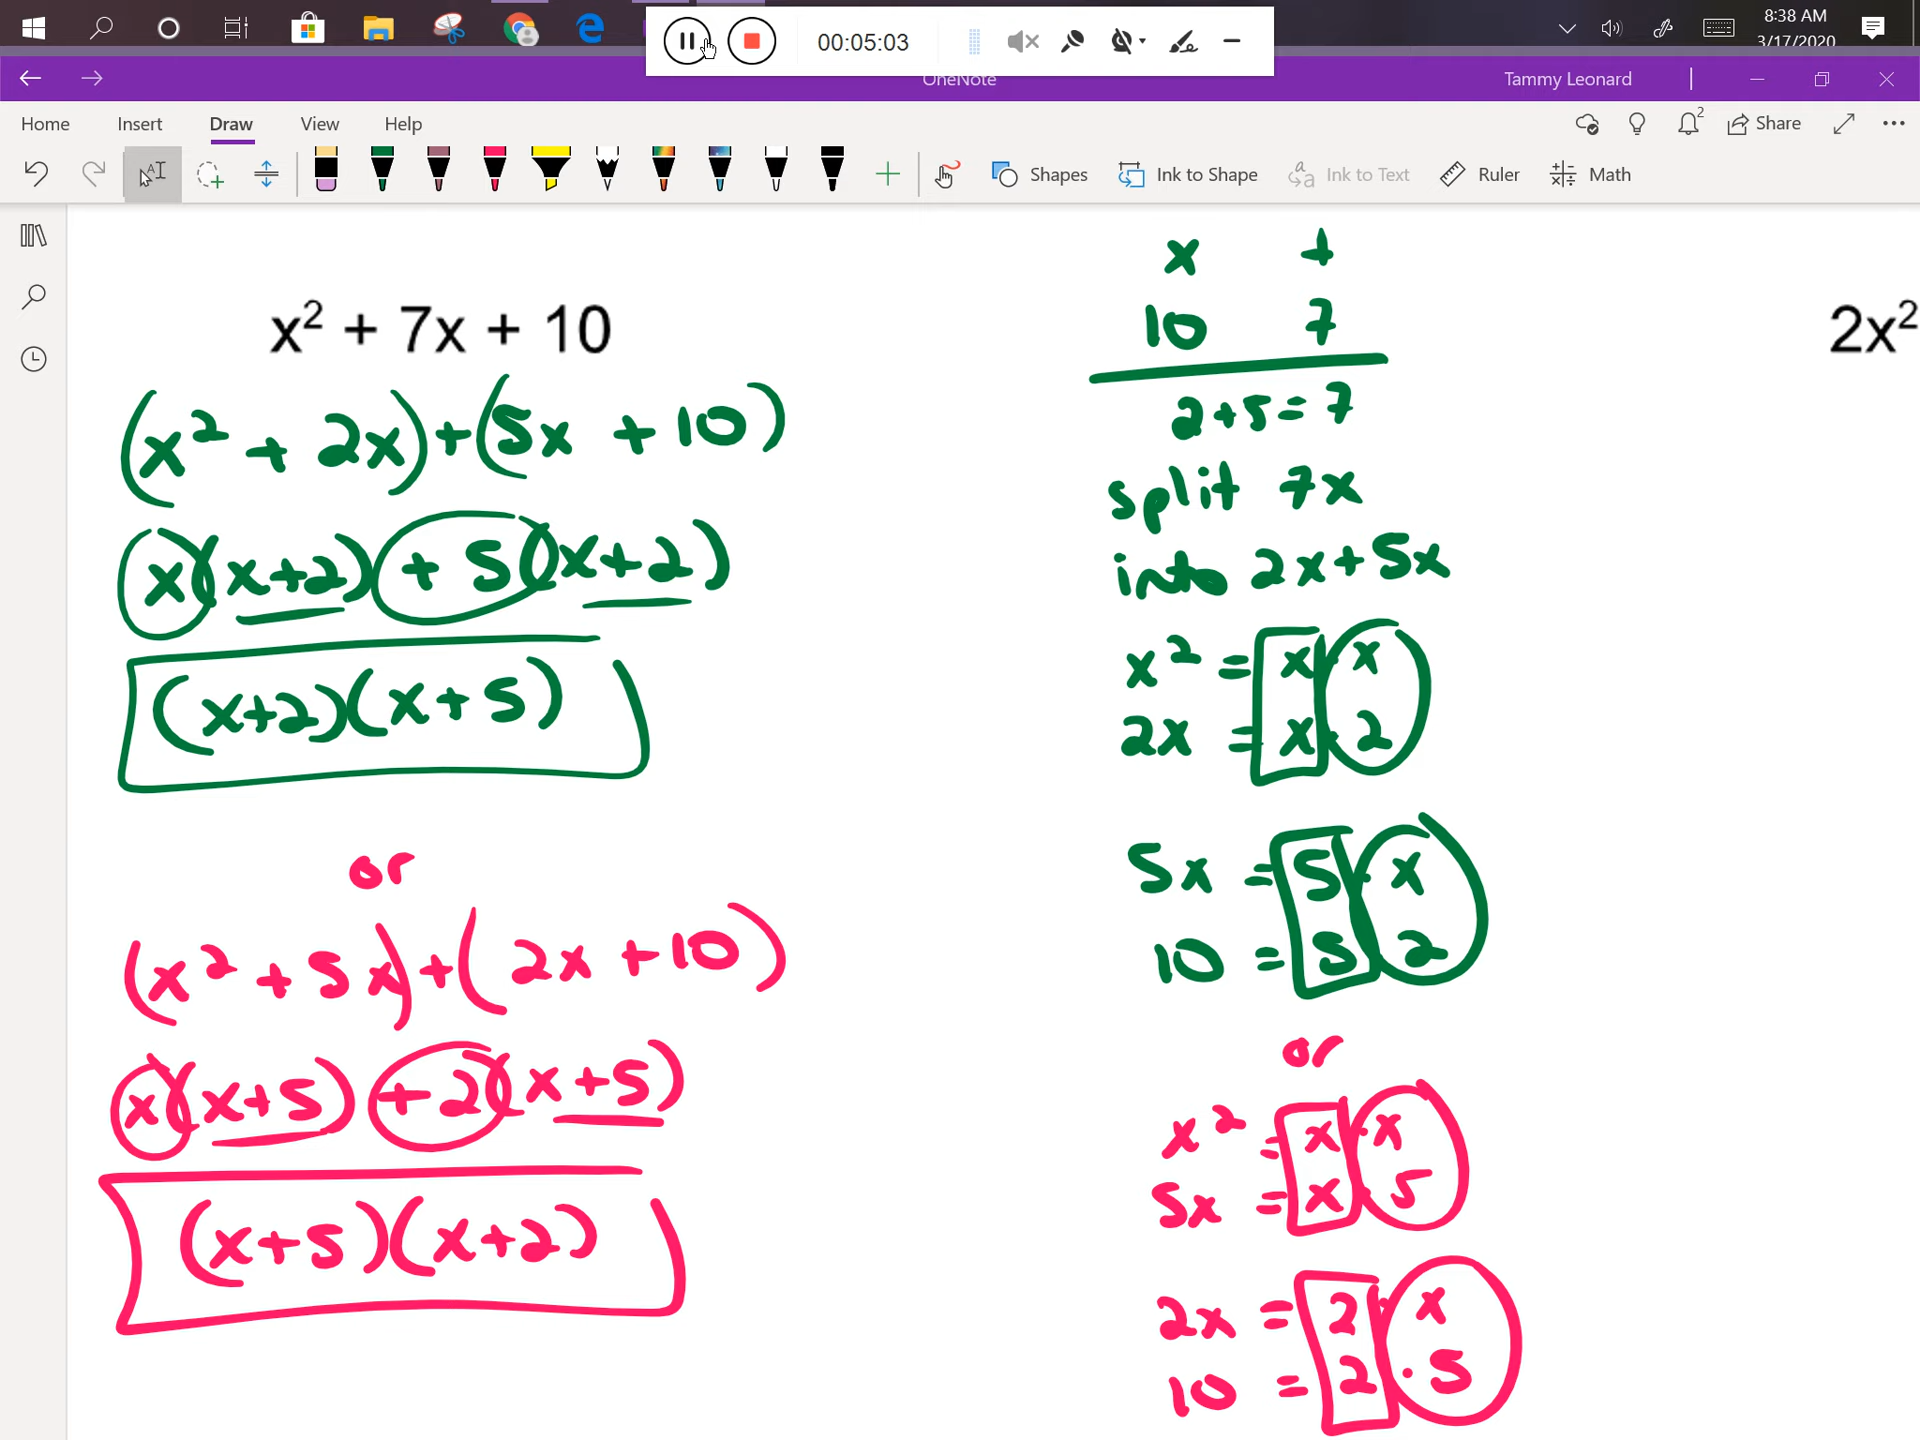 8:38 AM
3/17/2020
00:05:03
OneNote
Tammy Leonard
Home Insert Draw View Help
2
Share
Shapes
Ink to Shape
Ink to Text
Ruler
Math
x² + 7x + 10
(x² + 2x) + (5x + 10)
x(x+2) + 5(x+2)
(x+2)(x+5)
or
(x² + 5x) + (2x + 10)
x(x+5) + 2(x+5)
(x+5)(x+2)
x +
10 7
2+5=7
split 7x
into 2x+5x
x² = x · x
2x = x · 2
5x = 5 · x
10 = 5 2
or
x² = x · x
5x = x · 5
2x = 2 · x
10 = 2 · 5
2x²